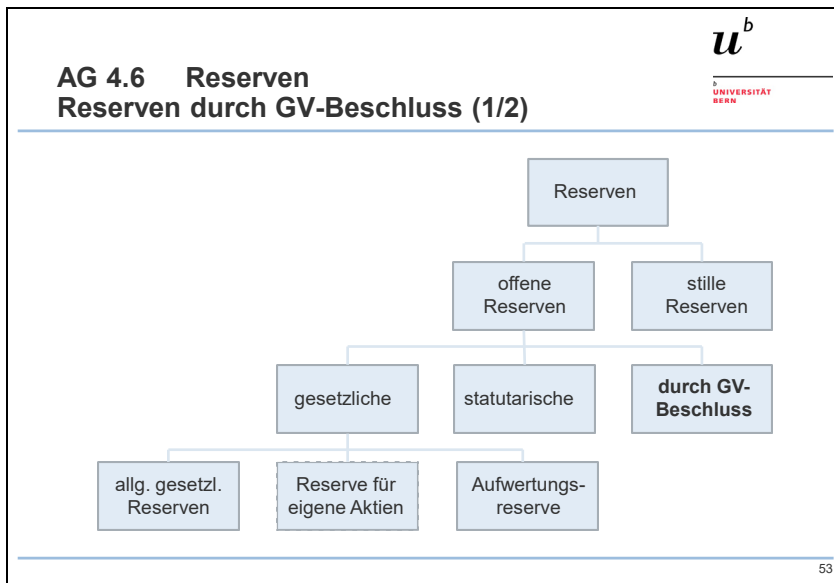 u^b
AG 4.6 Reserven
Reserven durch GV-Beschluss (1/2)
b
UNIVERSITÄT
BERN
Reserven
offene
Reserven
stille
Reserven
gesetzliche
statutarische
durch GV-
Beschluss
allg. gesetzl.
Reserven
Reserve für
eigene Aktien
Aufwertungs-
reserve
53